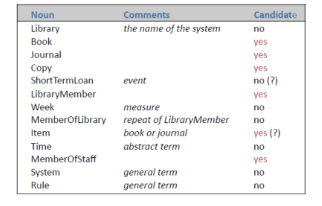 Noun Comments Candidate
Library the name of the system no
Book yes
Journal yes
Copy yes
ShortTermLoan event no (?)
LibraryMember yes
Week measure no
MemberOfLibrary repeat of LibraryMember no
Item book or journal yes (?)
Time abstract term no
MemberOfStaff yes
System general term no
Rule general term no